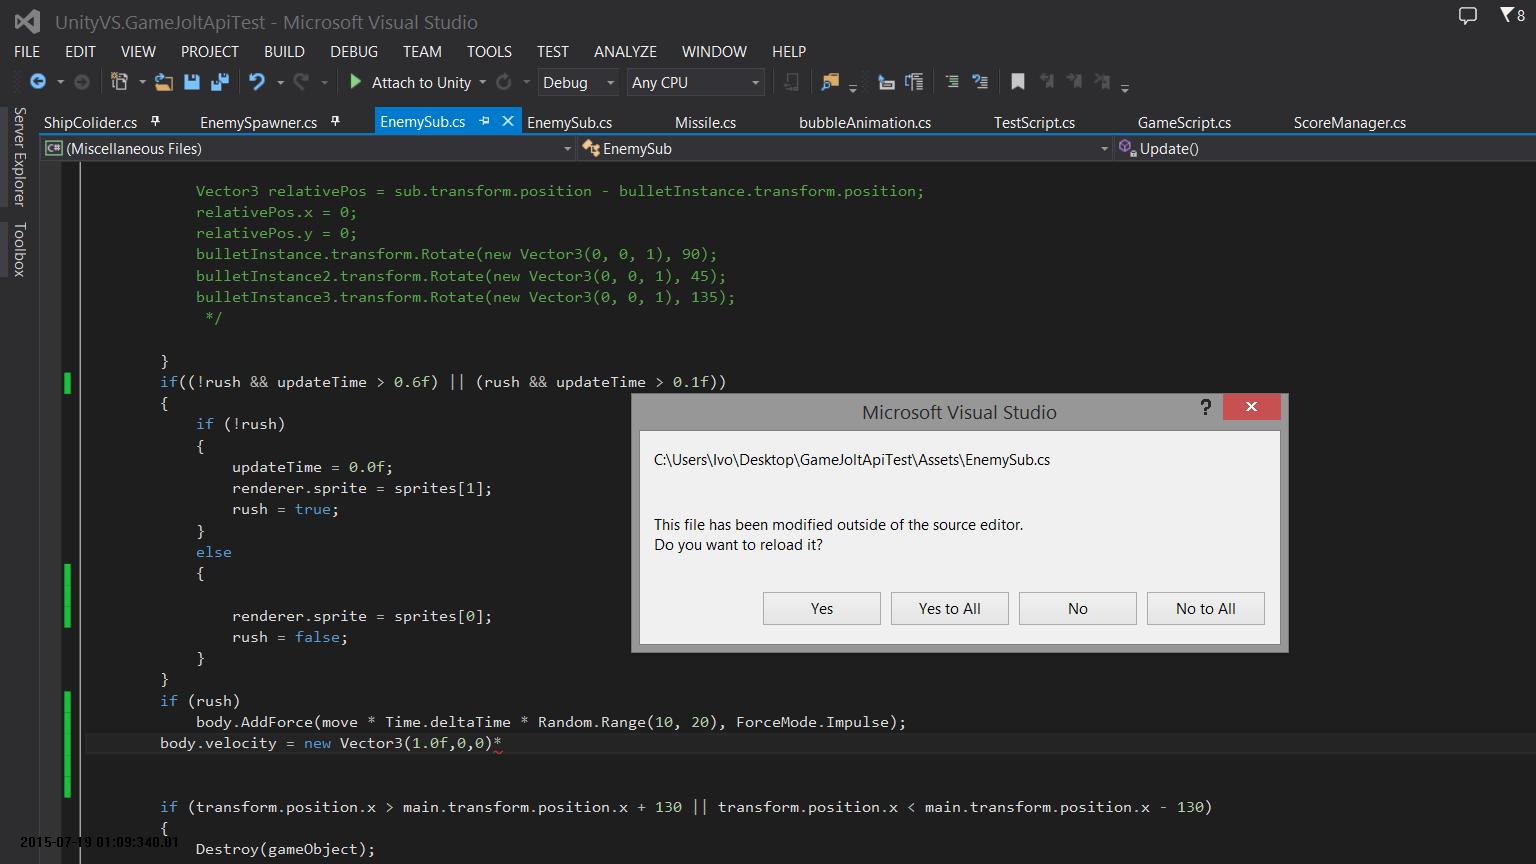 UnityVS.GameJoltApiTest - Microsoft Visual Studio
8
FILE EDIT VIEW PROJECT BUILD DEBUG TEAM TOOLS TEST ANALYZE WINDOW HELP
Attach to Unity Debug Any CPU
Server Explorer
Toolbox
ShipColider.cs EnemySpawner.cs EnemySub.cs EnemySub.cs Missile.cs bubbleAnimation.cs TestScript.cs GameScript.cs ScoreManager.cs
C# (Miscellaneous Files) EnemySub Update()
Vector3 relativePos = sub.transform.position - bulletInstance.transform.position;
relativePos.x = 0;
relativePos.y = 0;
bulletInstance.transform.Rotate(new Vector3(0, 0, 1), 90);
bulletInstance2.transform.Rotate(new Vector3(0, 0, 1), 45);
bulletInstance3.transform.Rotate(new Vector3(0, 0, 1), 135);
*/
}
if((!rush && updateTime > 0.6f) || (rush && updateTime > 0.1f))
{
if (!rush)
{
updateTime = 0.0f;
renderer.sprite = sprites[1];
rush = true;
}
else
{
renderer.sprite = sprites[0];
rush = false;
}
}
if (rush)
body.AddForce(move * Time.deltaTime * Random.Range(10, 20), ForceMode.Impulse);
body.velocity = new Vector3(1.0f,0,0)*
if (transform.position.x > main.transform.position.x + 130 || transform.position.x < main.transform.position.x - 130)
{
Destroy(gameObject);
Microsoft Visual Studio
?
C:\Users\Ivo\Desktop\GameJoltApiTest\Assets\EnemySub.cs
This file has been modified outside of the source editor.
Do you want to reload it?
Yes Yes to All No No to All
2015-07-19 01:09:340.01